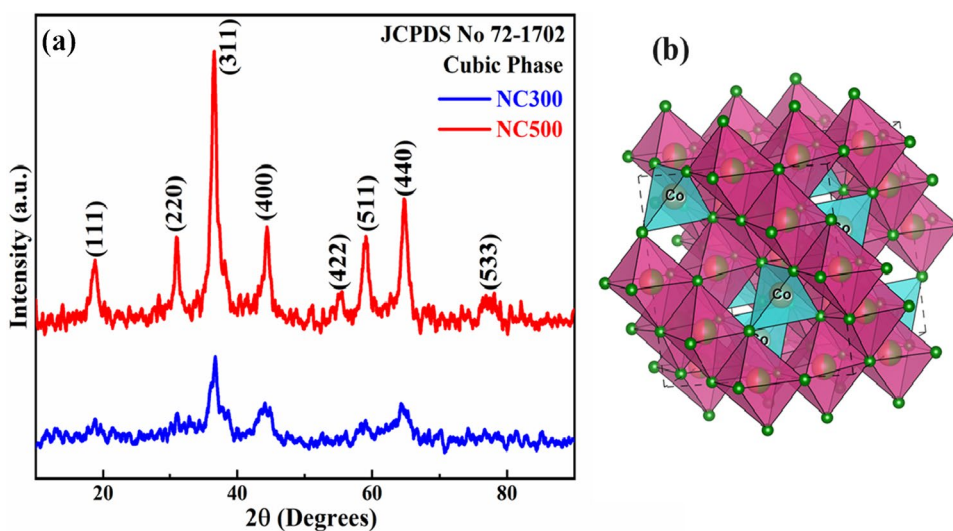 (a)
JCPDS No 72-1702
Cubic Phase
NC300
NC500
(111)
(220)
(311)
(400)
(422)
(511)
(440)
(533)
Intensity (a.u.)
20
40
60
80
2θ (Degrees)
(b)
Co
Co
Co